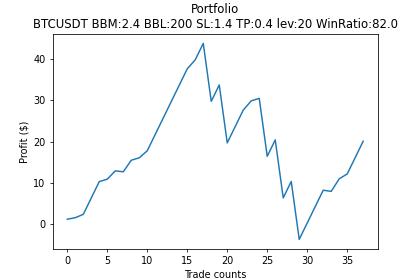 Portfolio
BTCUSDT BBM:2.4 BBL:200 SL:1.4 TP:0.4 lev:20 WinRatio:82.0
Profit ($)
40
30
20
10
0
0 5 10 15 20 25 30 35
Trade counts